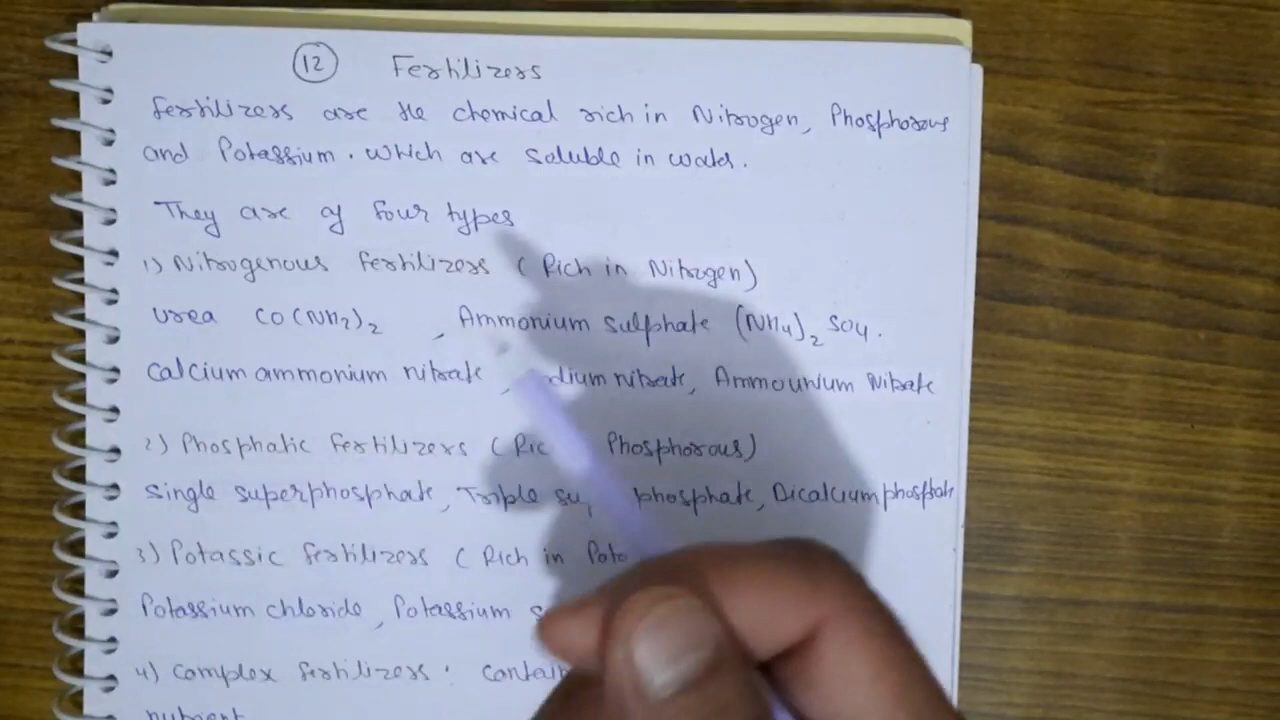 12 Fertilizers
Fertilizers are the chemical rich in Nitrogen, Phosphorous
and Potassium. Which are soluble in water.
They are of four types
1) Nitrogenous Fertilizers (Rich in Nitrogen)
Urea CO(NH2)2, Ammonium sulphate (NH4)2 SO4.
Calcium ammonium nitrate, dium nitrate, Ammounium Nitrate
2) Phosphatic Fertilizers (Ric Phosphorous)
Single superphosphate, Triple su phosphate, Dicalcium phosphate
3) Potassic fertilizers (Rich in Pota
Potassium chloride, Potassium s
4) Complex fertilizers. Contain
nutrient